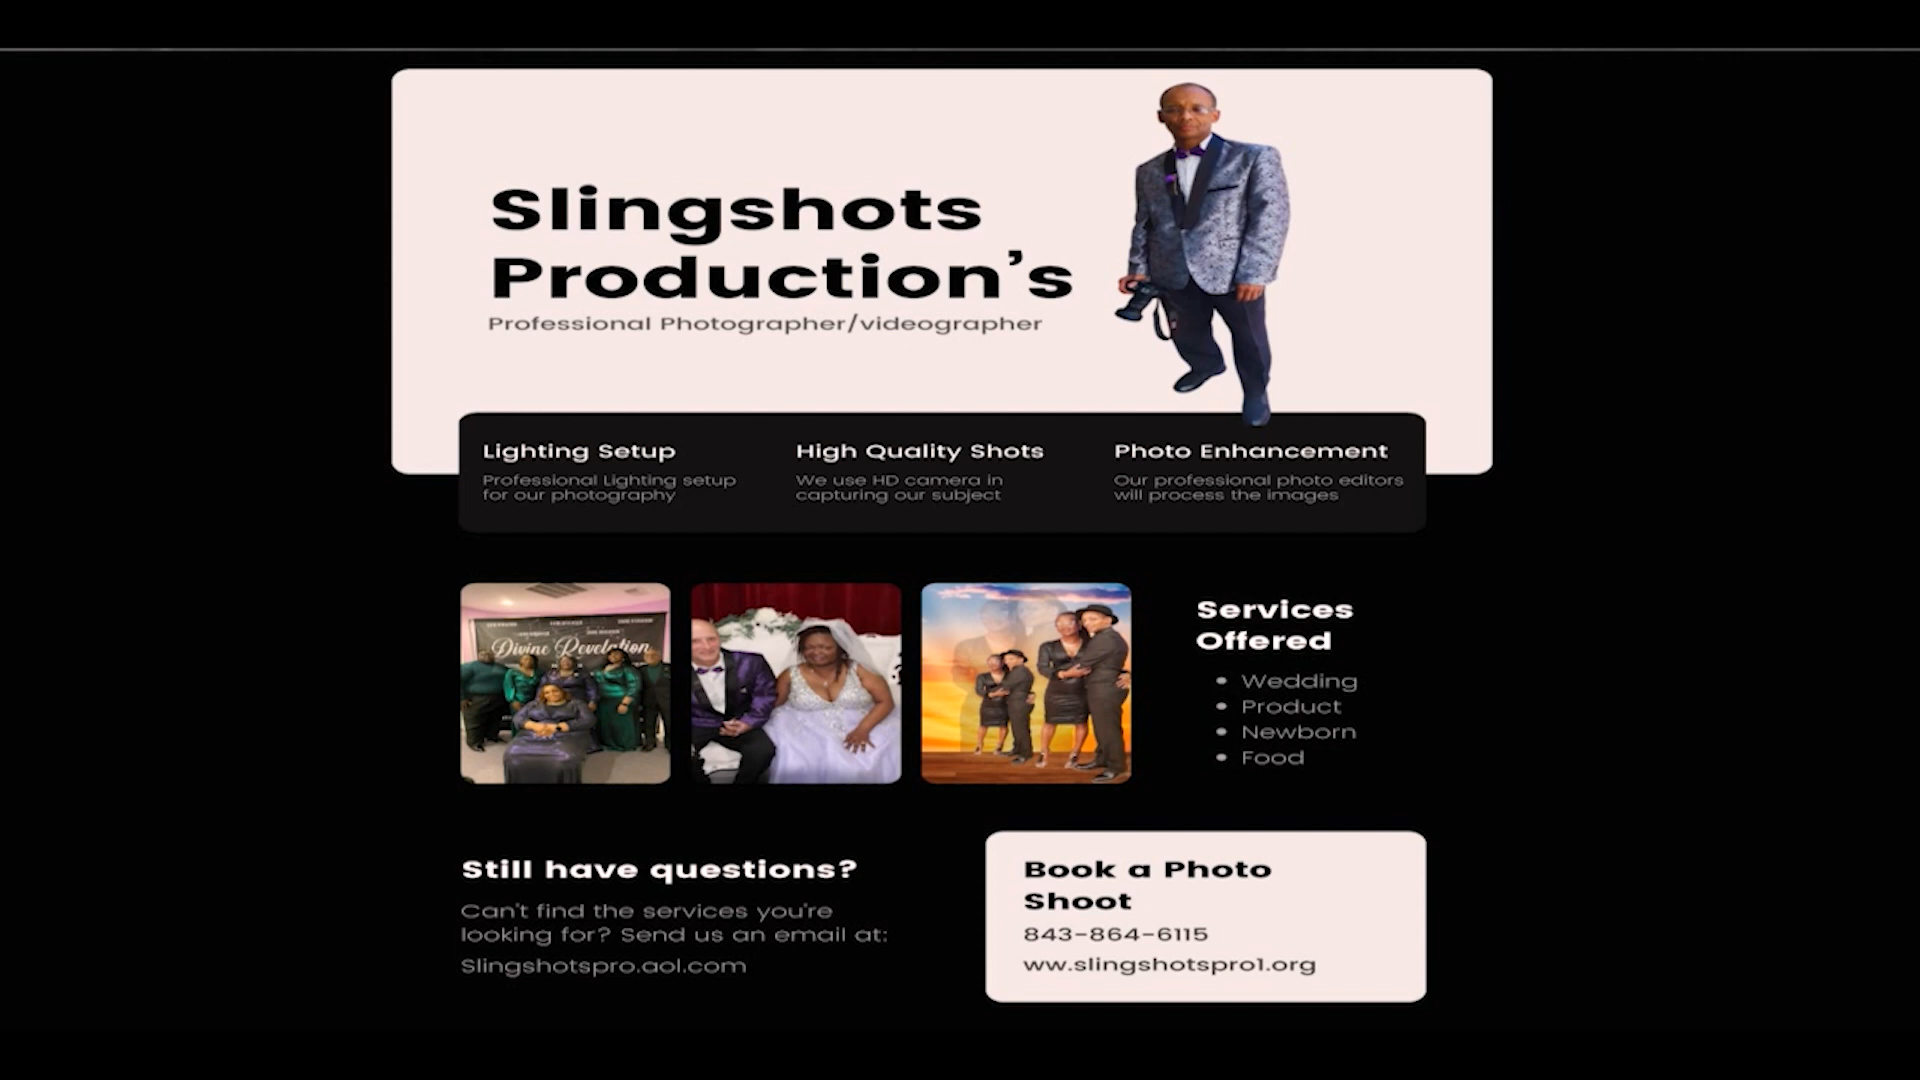 Slingshots
Production's
Professional Photographer/videographer
Lighting Setup
Professional Lighting setup
for our photography
High Quality Shots
We use HD camera in
capturing our subject
Photo Enhancement
Our professional photo editors
will process the images
Divine Revelation
Services
Offered
• Wedding
• Product
• Newborn
• Food
Still have questions?
Can't find the services you're
looking for? Send us an email at:
Slingshotspro.aol.com
Book a Photo
Shoot
843-864-6115
ww.slingshotspro1.org